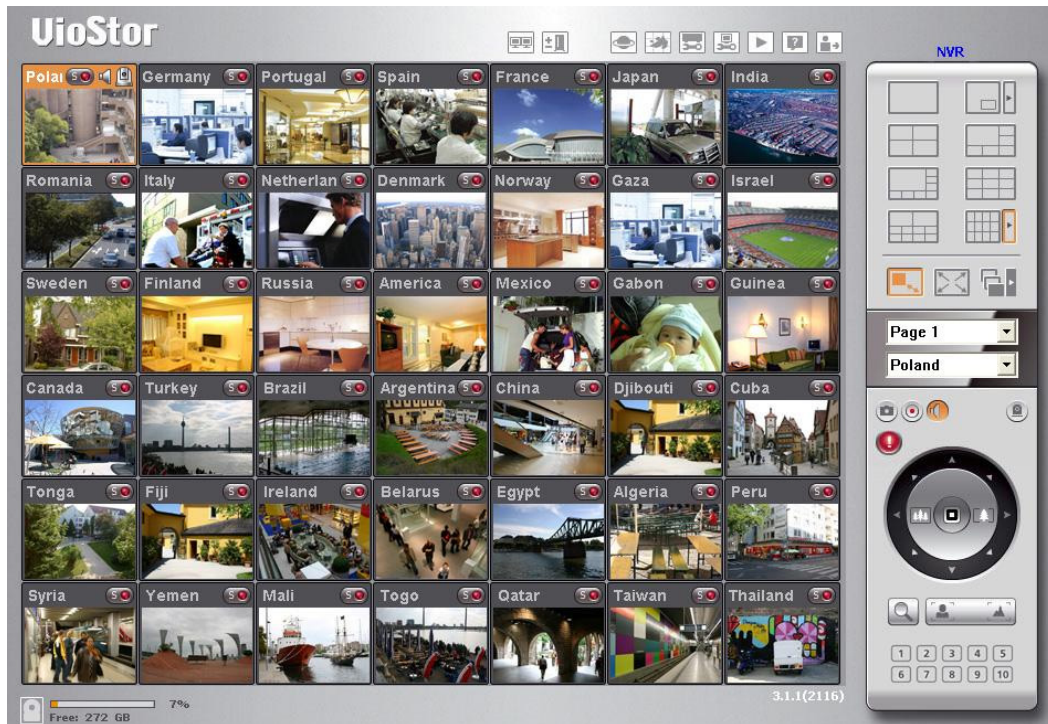 VioStor
NVR
Polan
Germany
Portugal
Spain
France
Japan
India
Romania
Italy
Netherlan
Denmark
Norway
Gaza
Israel
Sweden
Finland
Russia
America
Mexico
Gabon
Guinea
Page 1
Poland
Canada
Turkey
Brazil
Argentina
China
Djibouti
Cuba
Tonga
Fiji
Ireland
Belarus
Egypt
Algeria
Peru
Syria
Yemen
Mali
Togo
Qatar
Taiwan
Thailand
1 2 3 4 5
6 7 8 9 10
7%
Free: 272 GB
3.1.1(2116)